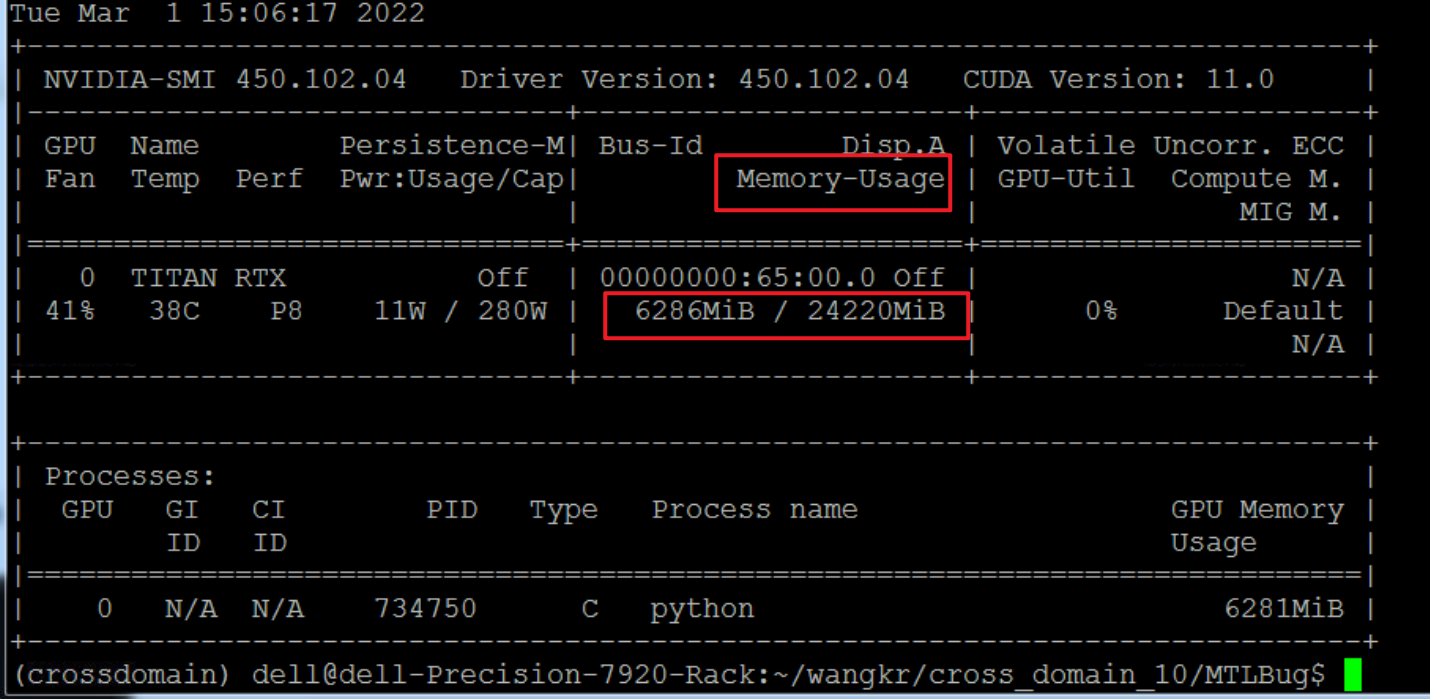 Tue Mar  1 15:06:17 2022
+-----------------------------------------------------------------------------+
| NVIDIA-SMI 450.102.04   Driver Version: 450.102.04   CUDA Version: 11.0     |
|-------------------------------+----------------------+----------------------+
| GPU  Name        Persistence-M| Bus-Id        Disp.A | Volatile Uncorr. ECC |
| Fan  Temp  Perf  Pwr:Usage/Cap|         Memory-Usage | GPU-Util  Compute M. |
|                               |                      |               MIG M. |
|===============================+======================+======================|
|   0  TITAN RTX           Off  | 00000000:65:00.0 Off |                  N/A |
| 41%   38C    P8    11W / 280W |   6286MiB / 24220MiB |      0%      Default |
|                               |                      |                  N/A |
+-------------------------------+----------------------+----------------------+

+-----------------------------------------------------------------------------+
| Processes:                                                                  |
|  GPU   GI   CI        PID   Type   Process name                  GPU Memory |
|        ID   ID                                                   Usage      |
|=============================================================================|
|    0   N/A  N/A    734750      C   python                           6281MiB |
+-----------------------------------------------------------------------------+
(crossdomain) dell@dell-Precision-7920-Rack:~/wangkr/cross_domain_10/MTLBug$